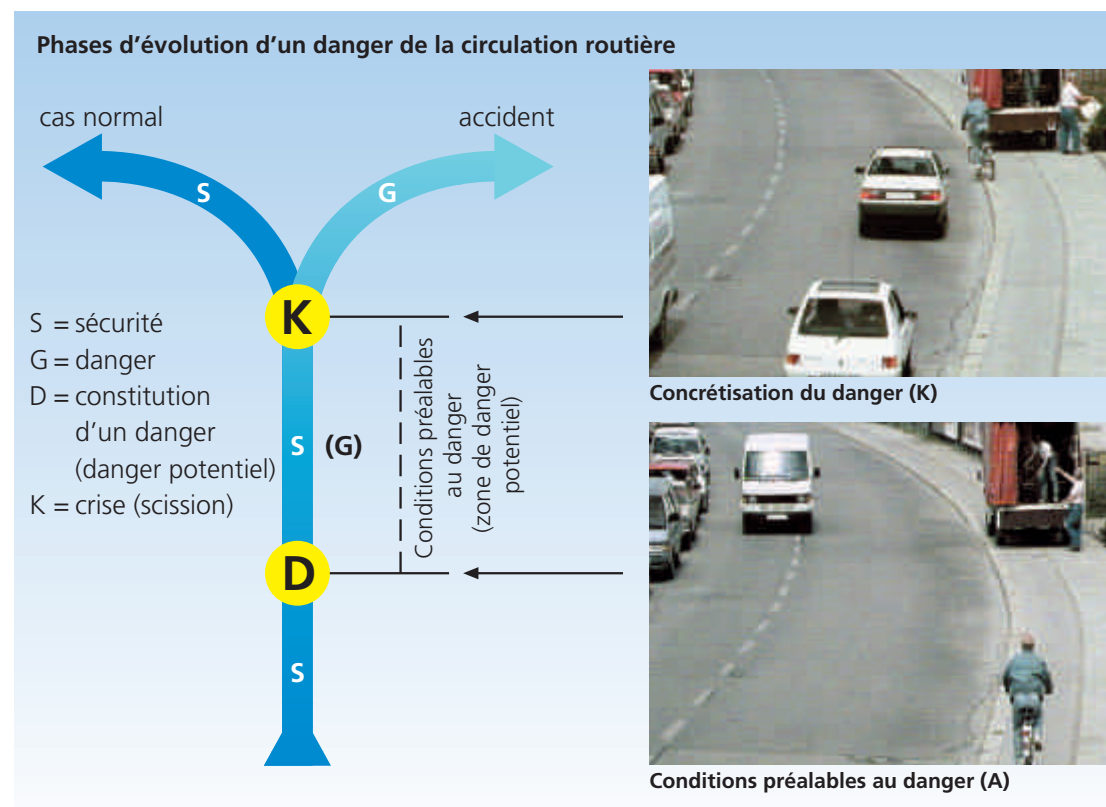 Phases d’évolution d’un danger de la circulation routière
cas normal
accident
S
G
K
S = sécurité
G = danger
D = constitution
d’un danger
(danger potentiel)
K = crise (scission)
S
(G)
Conditions préalables
au danger
(zone de danger
potentiel)
D
S
Concrétisation du danger (K)
Conditions préalables au danger (A)